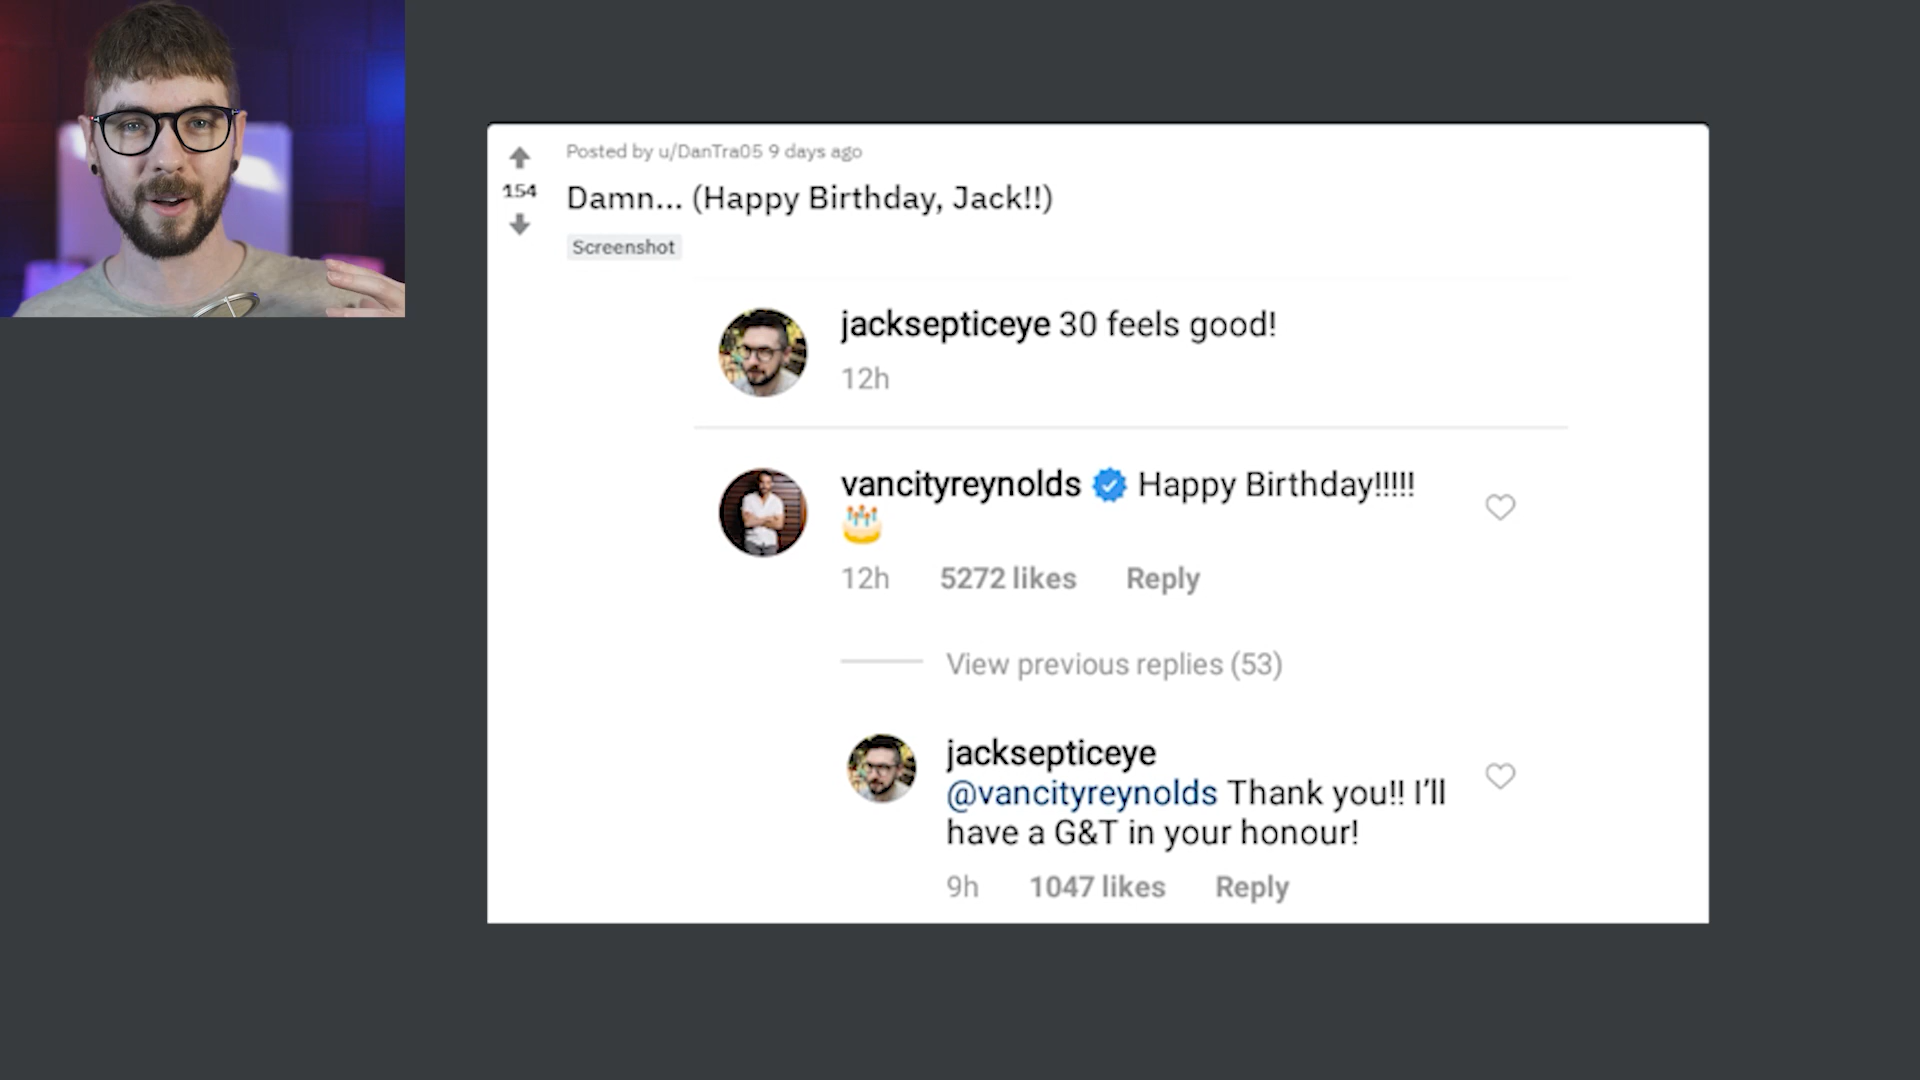 Posted by u/DanTra05 9 days ago
154
Damn... (Happy Birthday, Jack!!)
Screenshot
jacksepticeye 30 feels good!
12h
vancityreynolds Happy Birthday!!!!!
🎂
12h 5272 likes Reply
View previous replies (53)
jacksepticeye
@vancityreynolds Thank you!! I’ll
have a G&T in your honour!
9h 1047 likes Reply